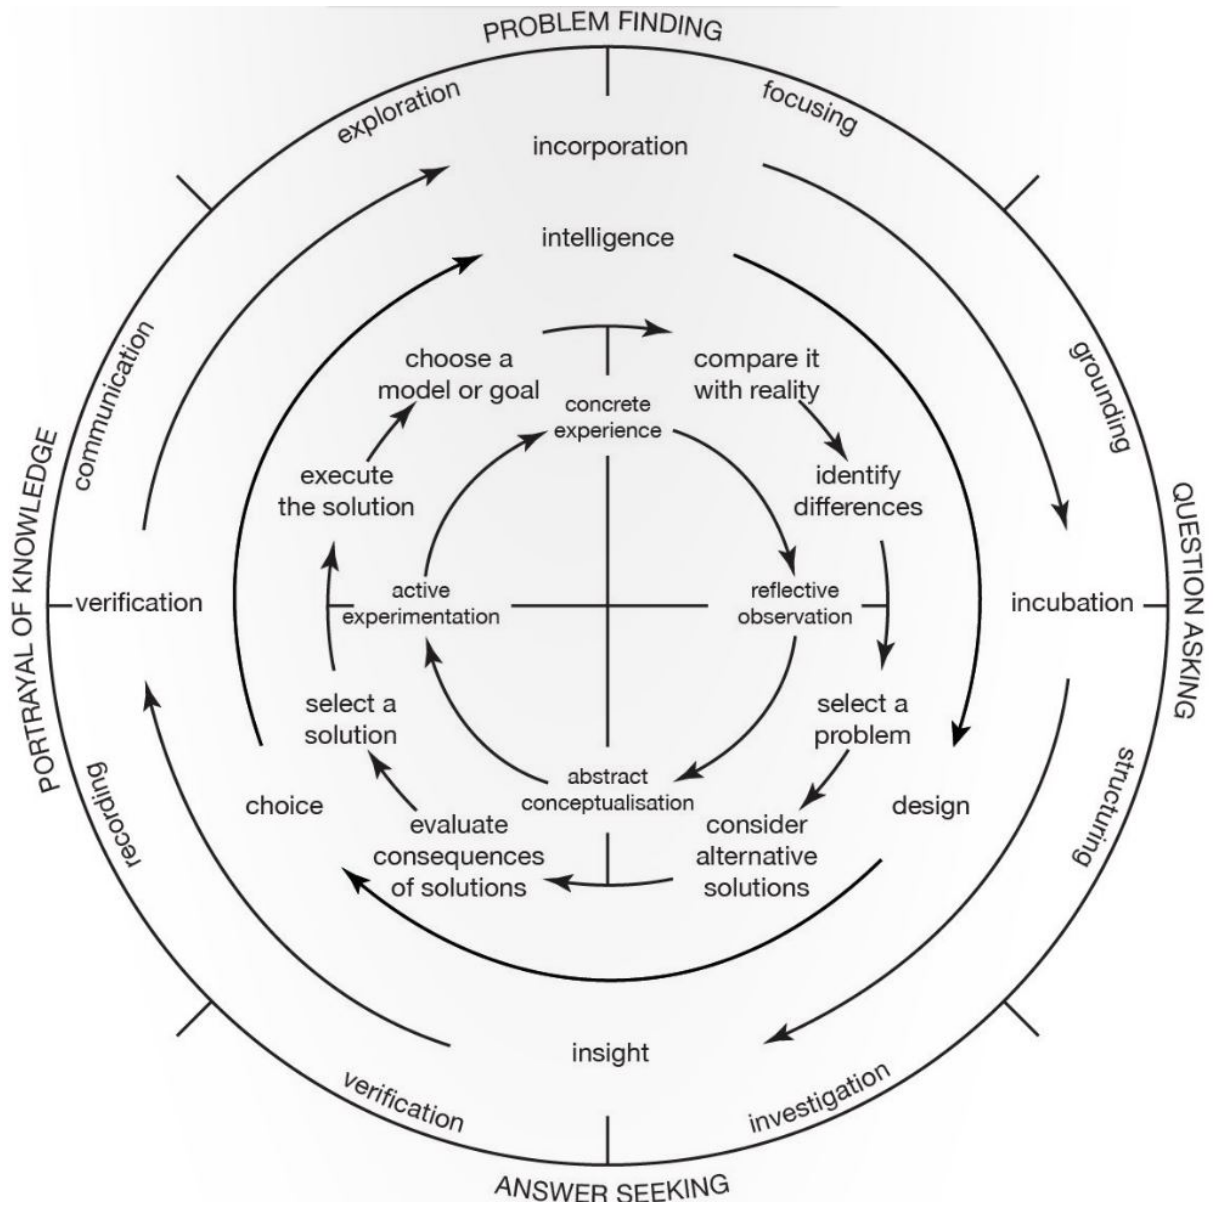 PROBLEM FINDING
exploration
focusing
incorporation
intelligence
communication
grounding
choose a
model or goal
compare it
with reality
concrete
experience
execute
the solution
identify
differences
PORTRAYAL OF KNOWLEDGE
QUESTION ASKING
verification
active
experimentation
reflective
observation
incubation
select a
solution
select a
problem
recording
structuring
choice
abstract
conceptualisation
design
evaluate
consequences
of solutions
consider
alternative
solutions
insight
verification
investigation
ANSWER SEEKING